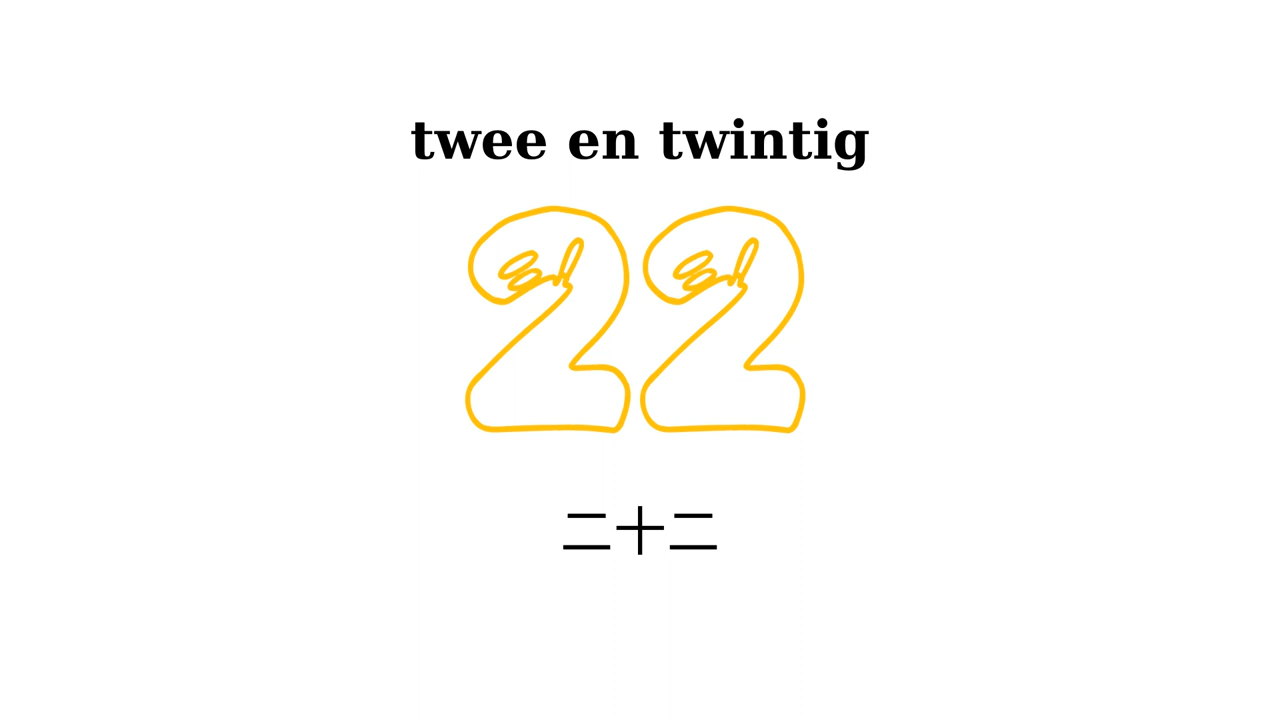 twee en twintig
22
二十二